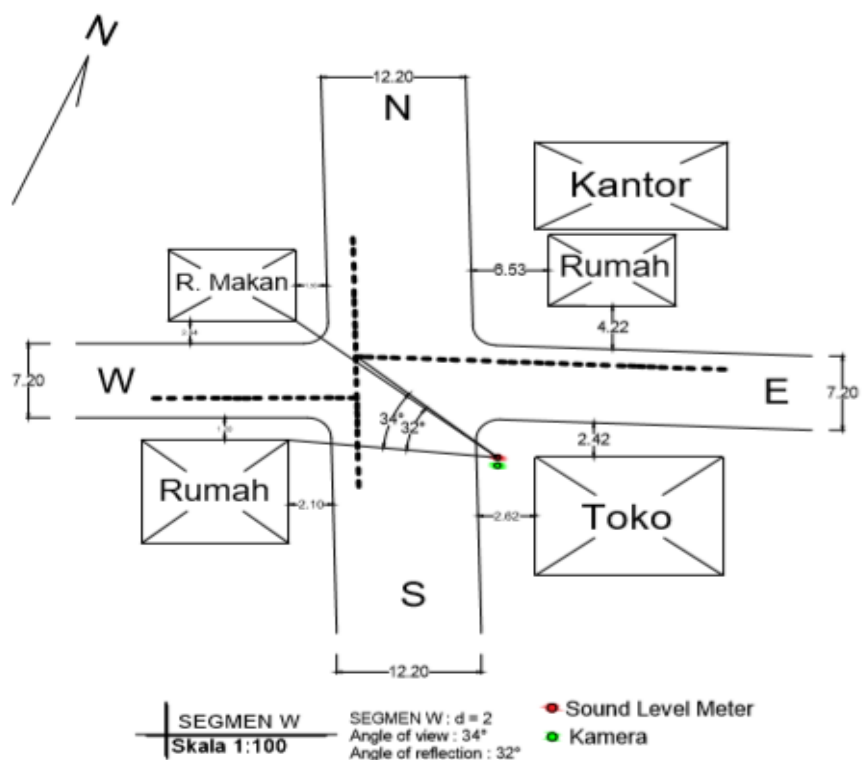 N
12.20
N
Kantor
6.53
Rumah
R. Makan
4.22
7.20
W
E
7.20
34°
32°
2.42
Rumah
2.10
2.62
Toko
S
12.20
SEGMEN W
Skala 1:100
SEGMEN W : d = 2
Angle of view : 34°
Angle of reflection : 32°
Sound Level Meter
Kamera